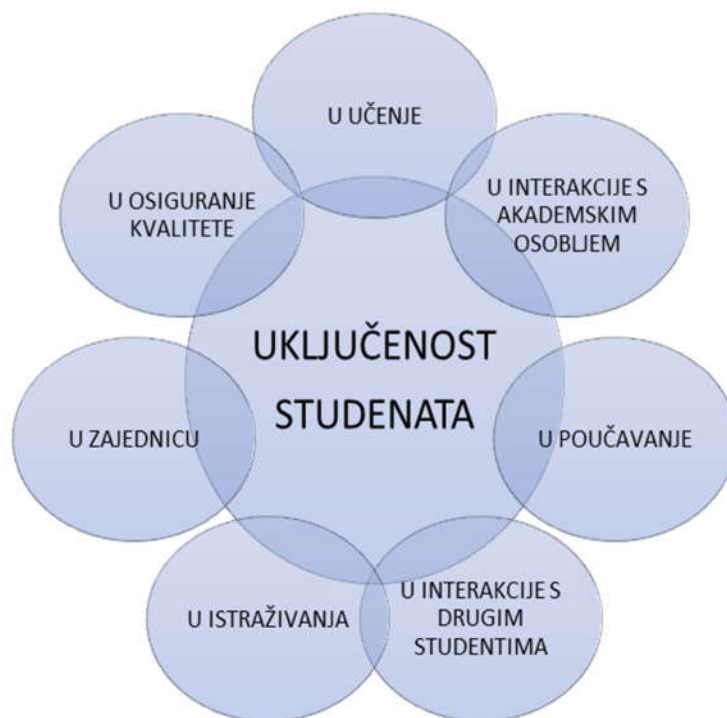 U UČENJE
U INTERAKCIJE S
AKADEMSKIM
OSOBLJEM
U POUČAVANJE
U INTERAKCIJE S
DRUGIM
STUDENTIMA
U ISTRAŽIVANJA
U ZAJEDNICU
U OSIGURANJE
KVALITETE
UKLJUČENOST
STUDENATA